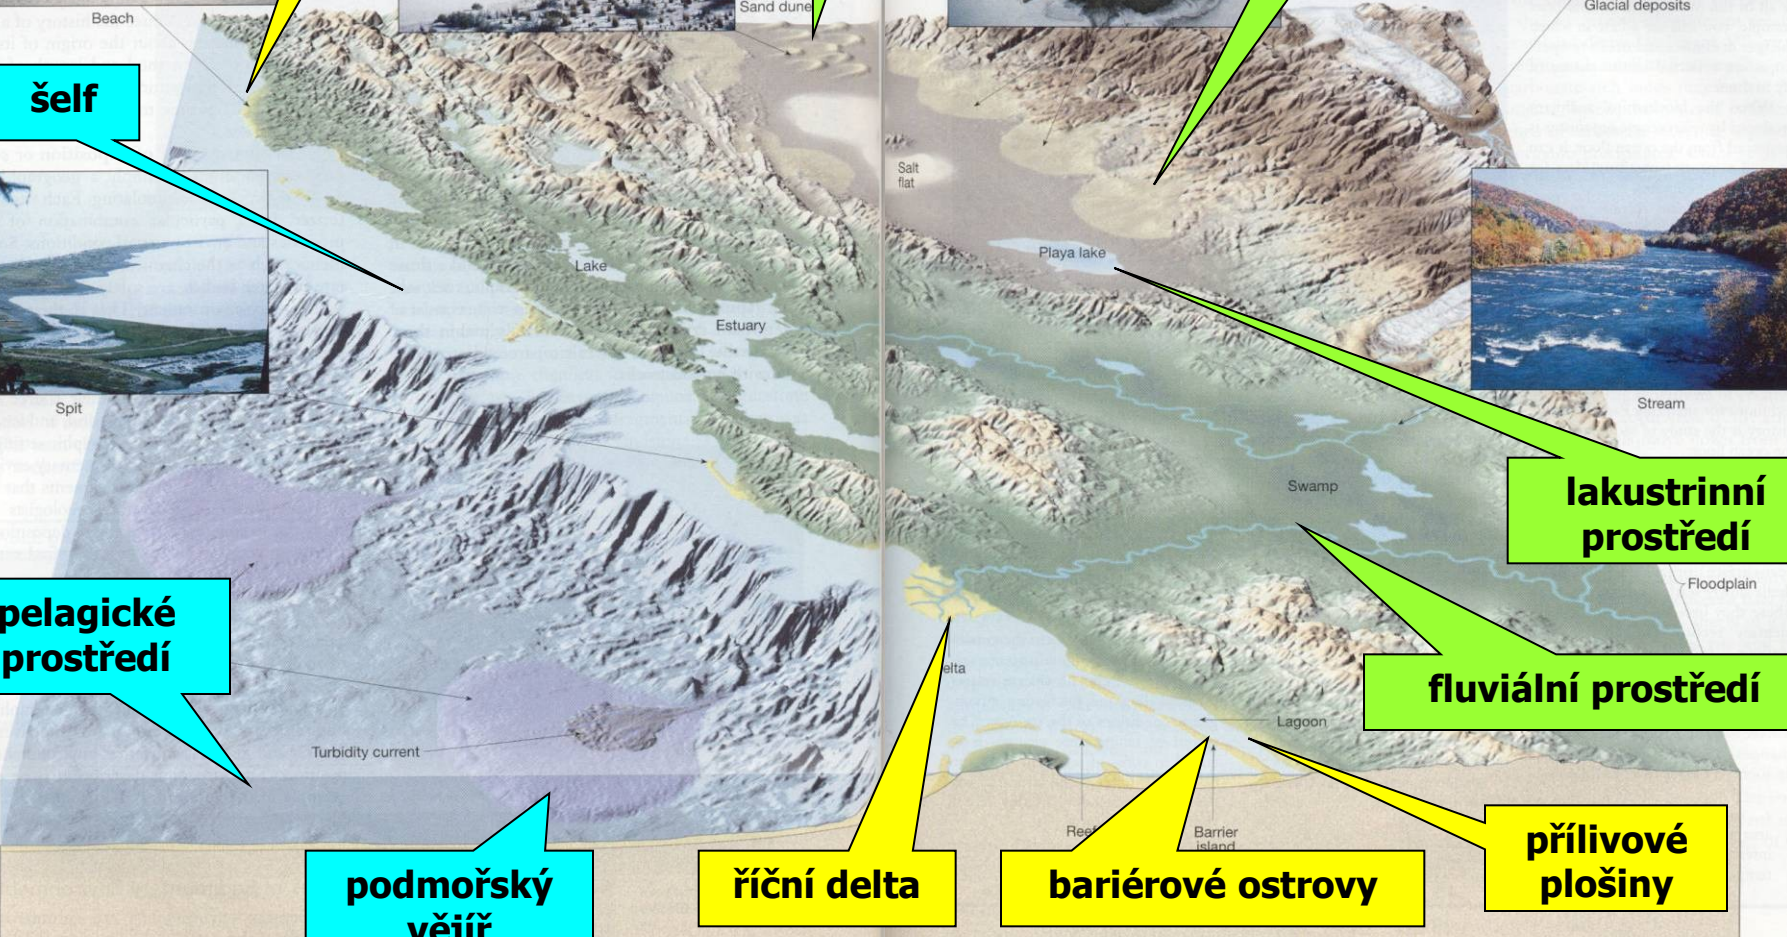 Beach
Sand dune
Glacial deposits
šelf
Salt
flat
Playa lake
Lake
Estuary
Spit
Stream
Swamp
lakustrinní
prostředí
Floodplain
pelagické
prostředí
elta
fluviální prostředí
Lagoon
Turbidity current
Reef
Barrier
island
přílivové
plošiny
podmořský
vějíř
říční delta
bariérové ostrovy